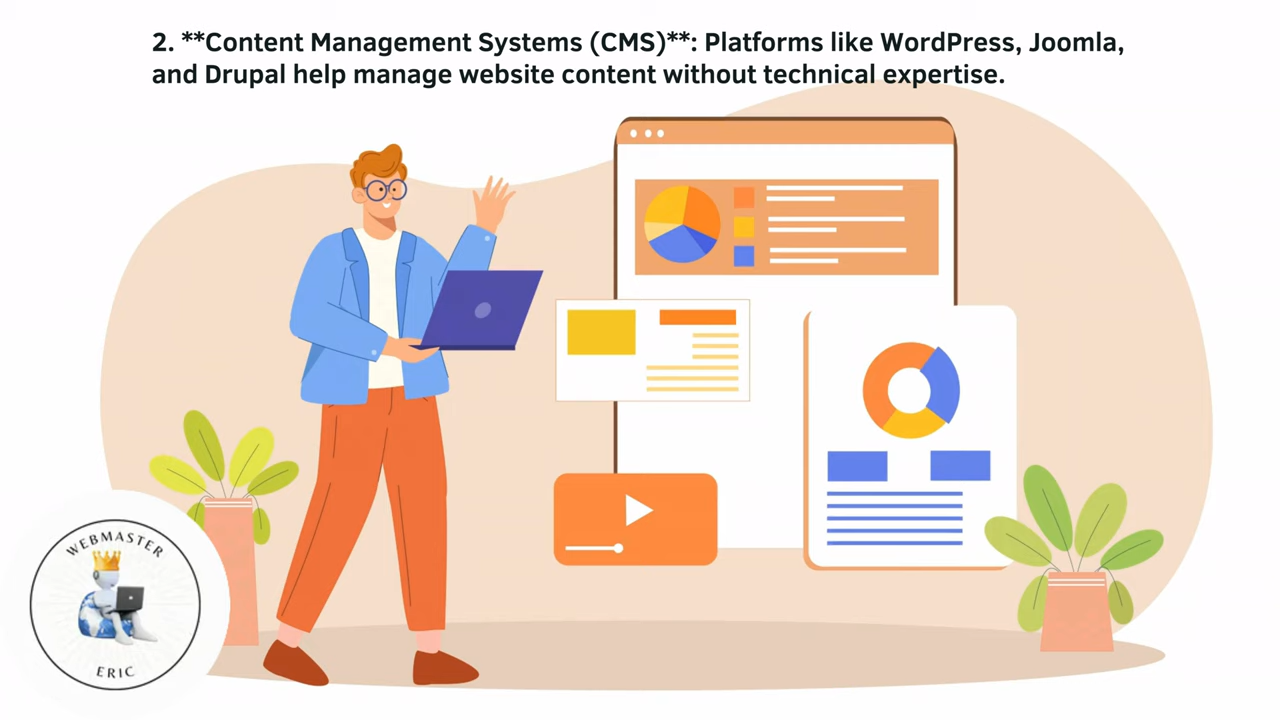 2. **Content Management Systems (CMS)**: Platforms like WordPress, Joomla,
and Drupal help manage website content without technical expertise.
WEBMASTER
ERIC